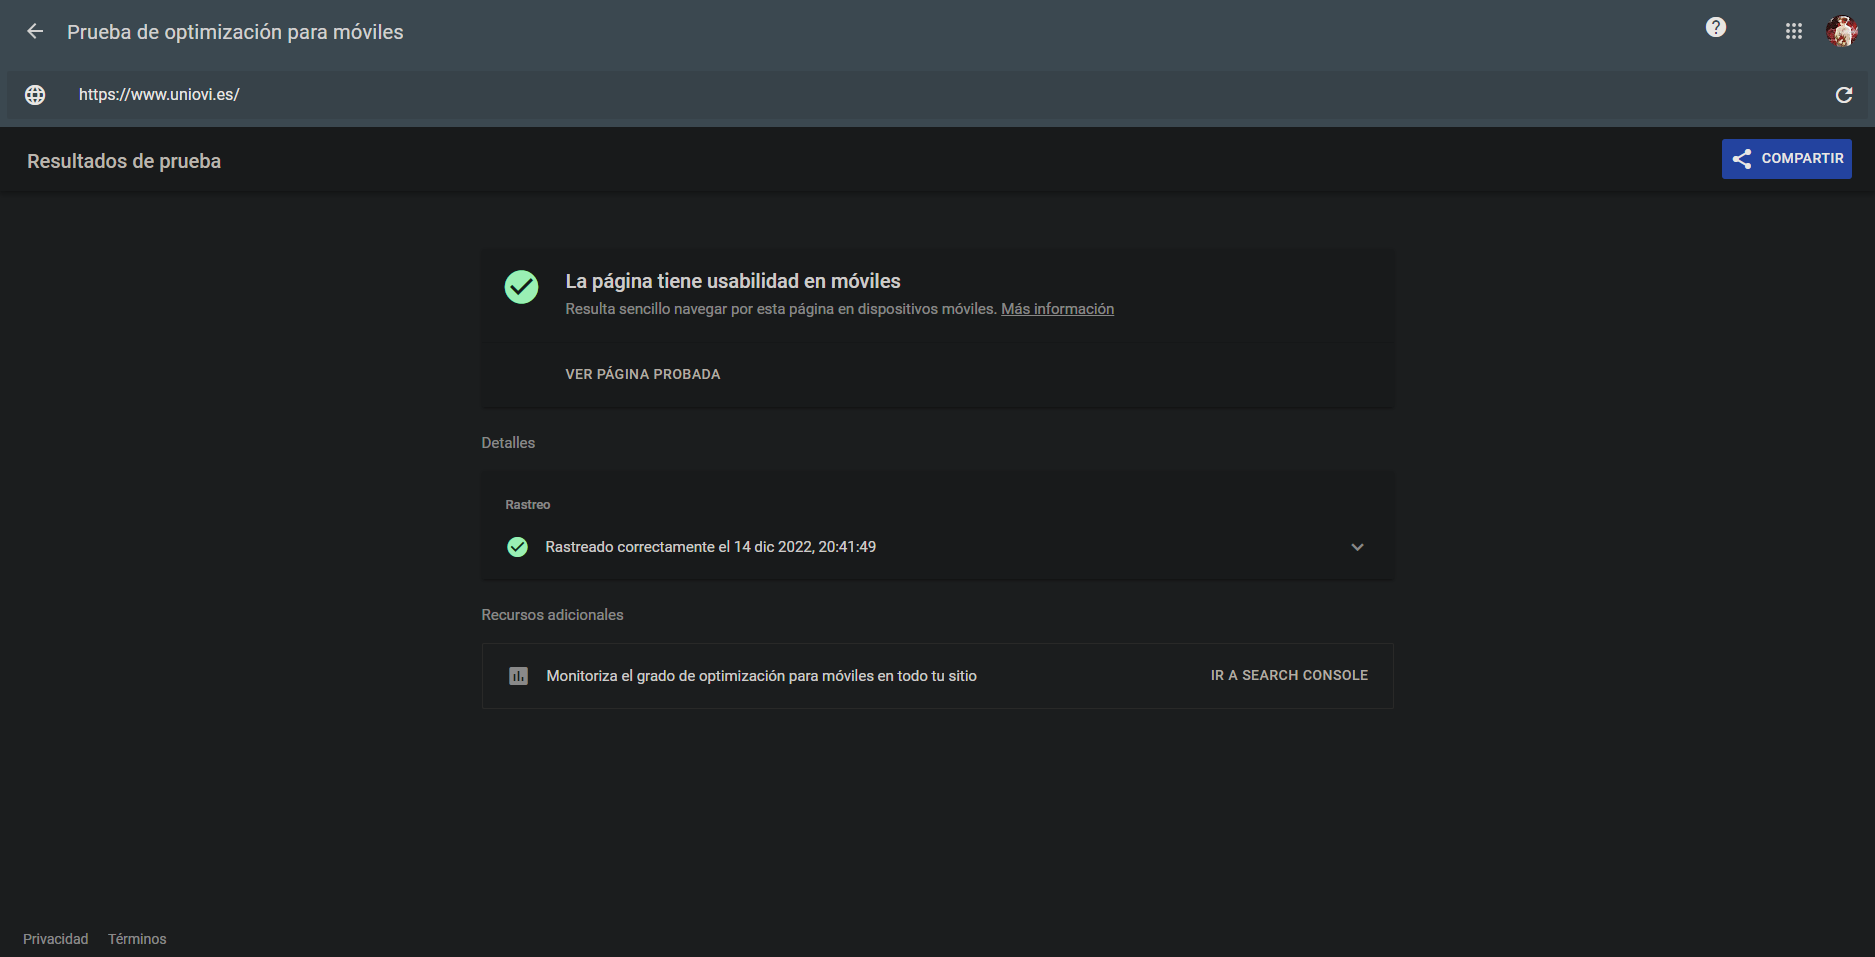 Prueba de optimización para móviles
https://www.uniovi.es/
Resultados de prueba
COMPARTIR
La página tiene usabilidad en móviles
Resulta sencillo navegar por esta página en dispositivos móviles. Más información
VER PÁGINA PROBADA
Detalles
Rastreo
Rastreado correctamente el 14 dic 2022, 20:41:49
Recursos adicionales
Monitoriza el grado de optimización para móviles en todo tu sitio
IR A SEARCH CONSOLE
Privacidad Términos